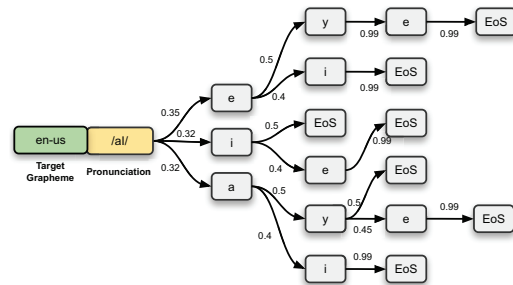 y 0.99 e 0.99 EoS
0.5
e 0.4 i 0.99 EoS
0.35
0.5 EoS EoS
en-us /aI/ 0.32 i 0.99
0.4 e
Target Grapheme Pronunciation 0.32 EoS
a 0.5 0.5 0.99
y 0.45 e EoS
0.4
0.99
i EoS